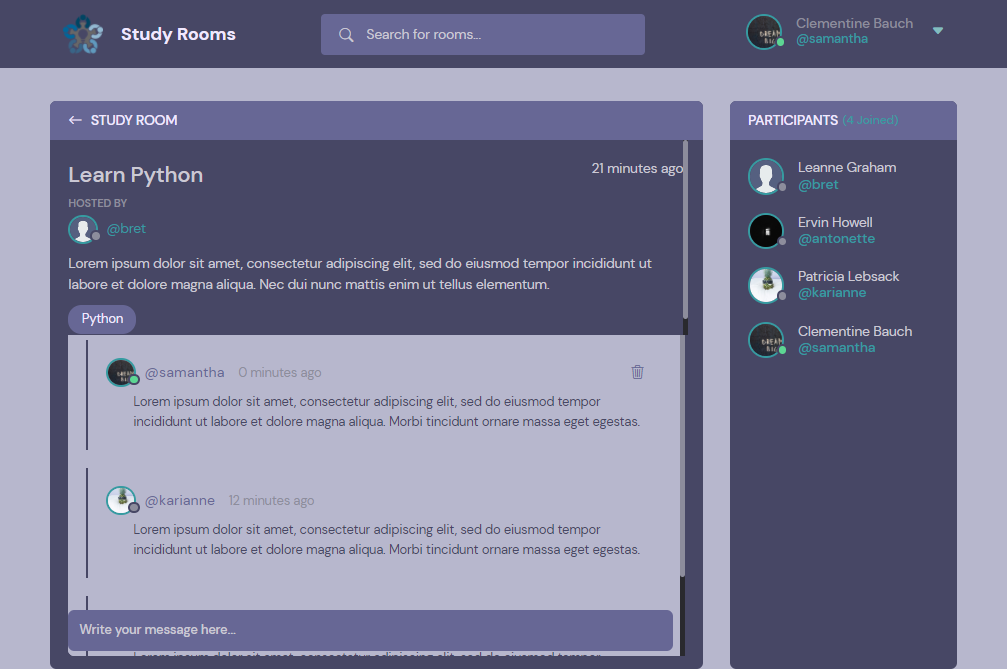 Study Rooms
Search for rooms...
Clementine Bauch
@samantha
STUDY ROOM
Learn Python
21 minutes ago
HOSTED BY
@bret
Lorem ipsum dolor sit amet, consectetur adipiscing elit, sed do eiusmod tempor incididunt ut
labore et dolore magna aliqua. Nec dui nunc mattis enim ut tellus elementum.
Python
@samantha 0 minutes ago
Lorem ipsum dolor sit amet, consectetur adipiscing elit, sed do eiusmod tempor
incididunt ut labore et dolore magna aliqua. Morbi tincidunt ornare massa eget egestas.
@karianne 12 minutes ago
Lorem ipsum dolor sit amet, consectetur adipiscing elit, sed do eiusmod tempor
incididunt ut labore et dolore magna aliqua. Morbi tincidunt ornare massa eget egestas.
Write your message here...
PARTICIPANTS (4 Joined)
Leanne Graham
@bret
Ervin Howell
@antonette
Patricia Lebsack
@karianne
Clementine Bauch
@samantha